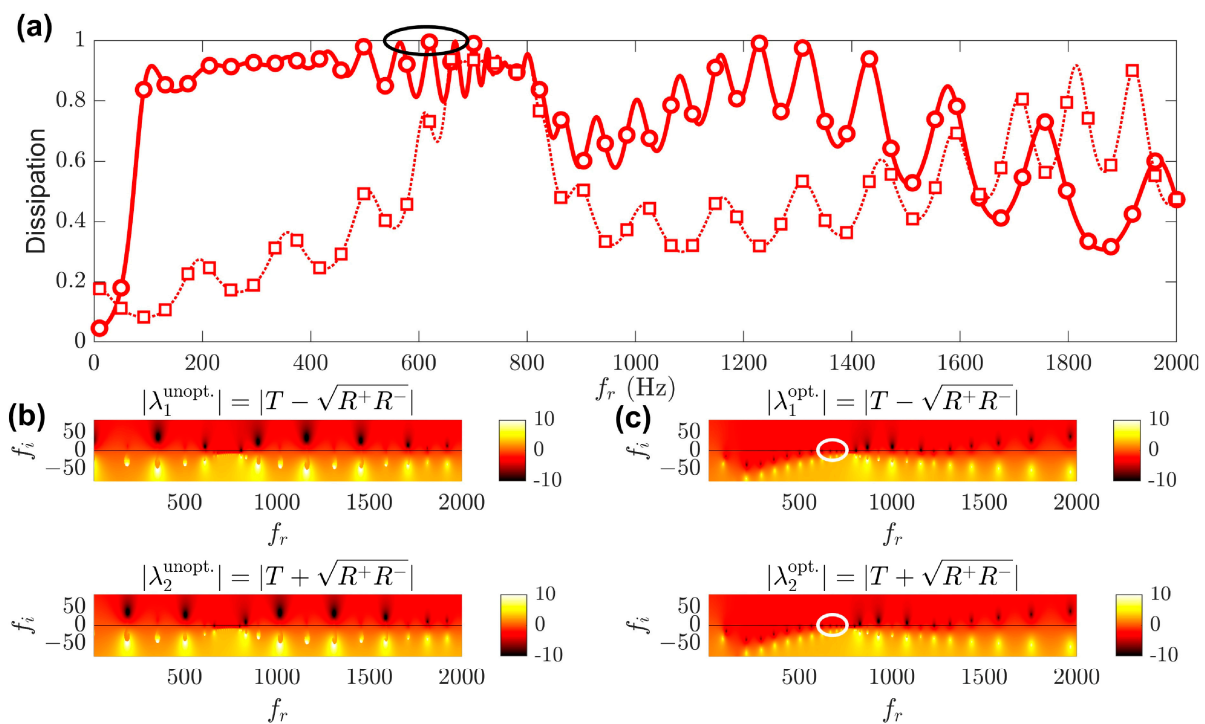 (a)
Dissipation
1
0.8
0.6
0.4
0.2
0
0 200 400 600 800 1000 1200 1400 1600 1800 2000
f_r (Hz)
(b)
|λ₁^unopt.| = |T − √R⁺R⁻|
f_i
50
0
−50
500 1000 1500 2000
f_r
10
0
-10
|λ₂^unopt.| = |T + √R⁺R⁻|
f_i
50
0
−50
500 1000 1500 2000
f_r
10
0
-10
(c)
|λ₁^opt.| = |T − √R⁺R⁻|
f_i
50
0
−50
500 1000 1500 2000
f_r
10
0
-10
|λ₂^opt.| = |T + √R⁺R⁻|
f_i
50
0
−50
500 1000 1500 2000
f_r
10
0
-10